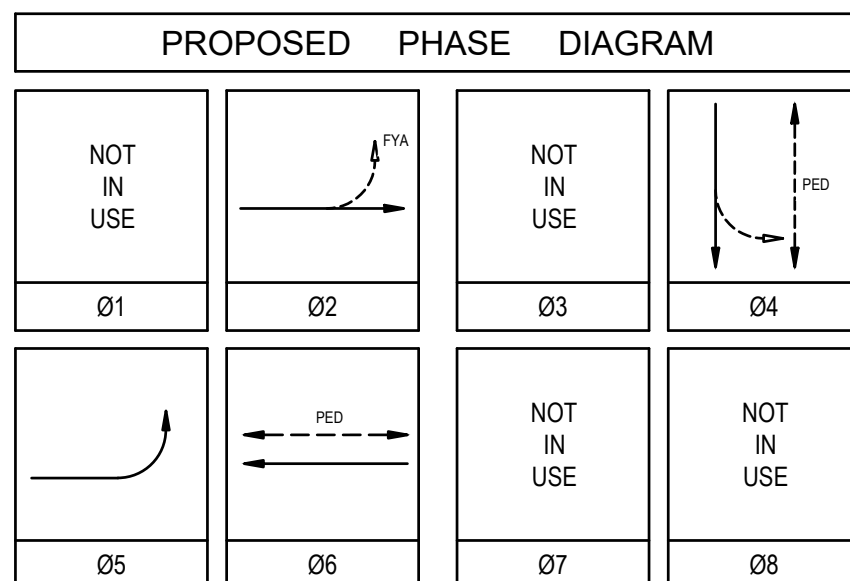 PROPOSED PHASE DIAGRAM
NOT
IN
USE
Ø1
FYA
Ø2
NOT
IN
USE
Ø3
PED
Ø4
Ø5
PED
Ø6
NOT
IN
USE
Ø7
NOT
IN
USE
Ø8